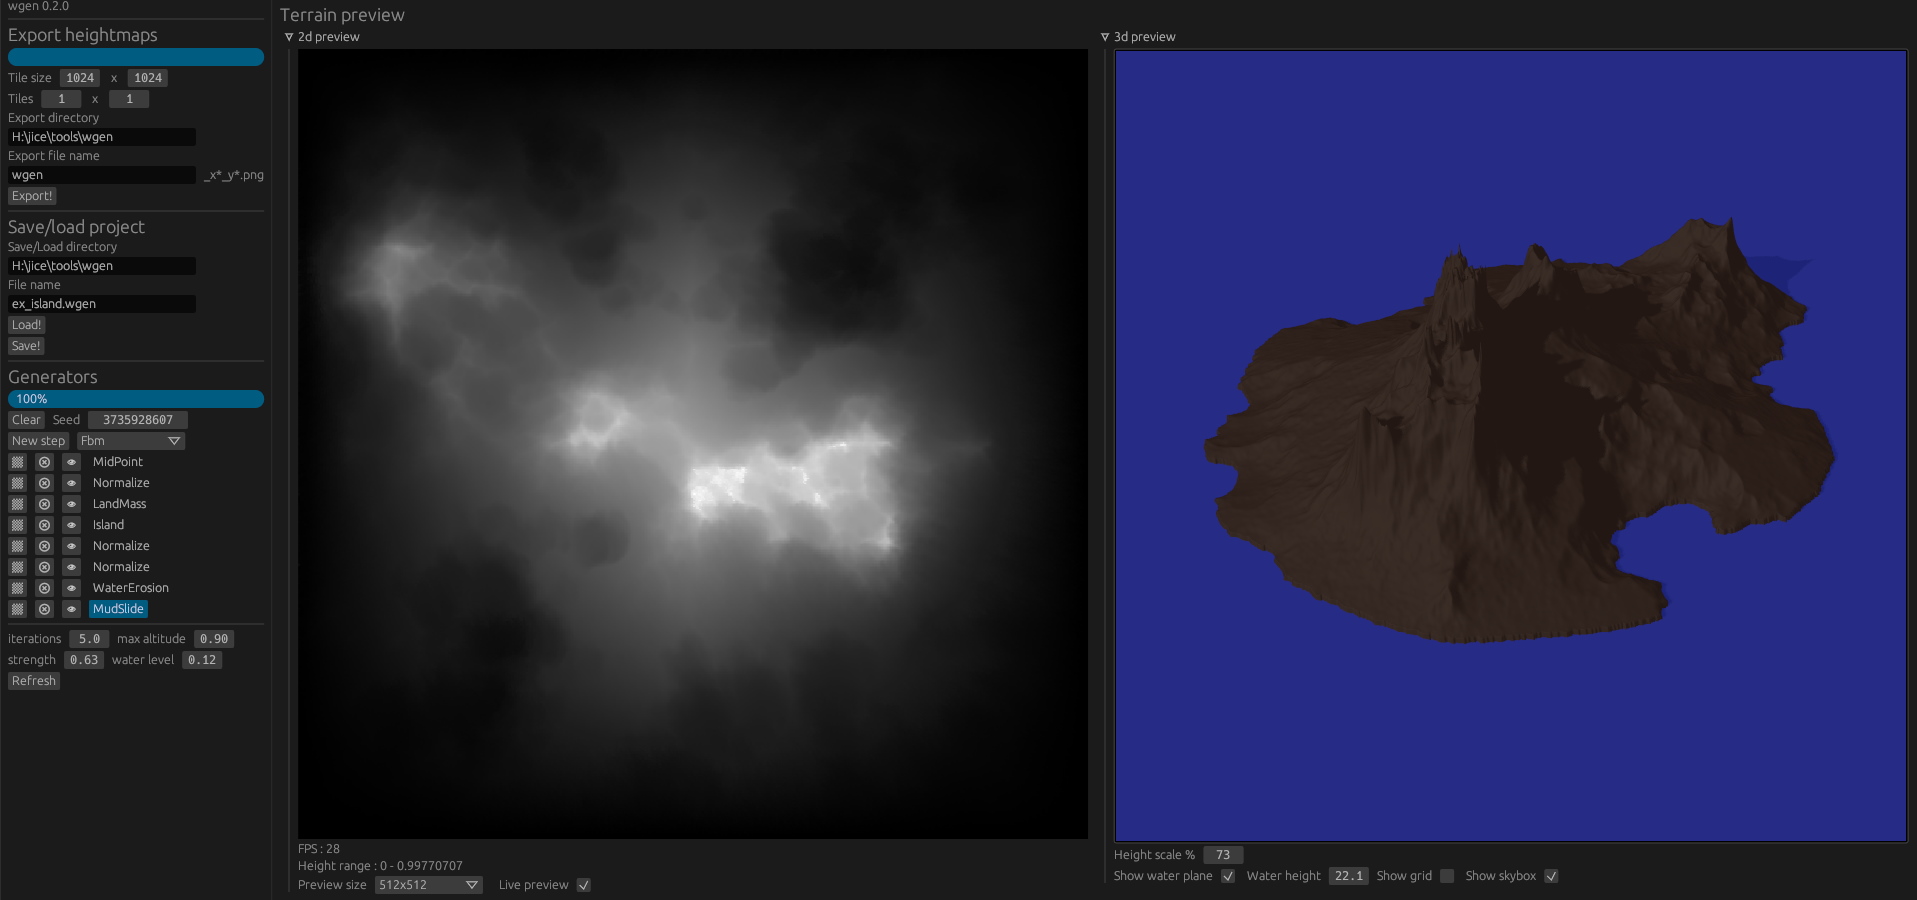 wgen 0.2.0
Export heightmaps
Tile size 1024 x 1024
Tiles 1 x 1
Export directory
H:\jice\tools\wgen
Export file name
wgen _x*_y*.png
Export!
Save/load project
Save/Load directory
H:\jice\tools\wgen
File name
ex_island.wgen
Load!
Save!
Generators
100%
Clear Seed 3735928607
New step Fbm
MidPoint
Normalize
LandMass
Island
Normalize
Normalize
WaterErosion
MudSlide
iterations 5.0 max altitude 0.90
strength 0.63 water level 0.12
Refresh
Terrain preview
2d preview
FPS : 28
Height range : 0 - 0.99770707
Preview size 512x512 Live preview
3d preview
Height scale % 73
Show water plane Water height 22.1 Show grid Show skybox